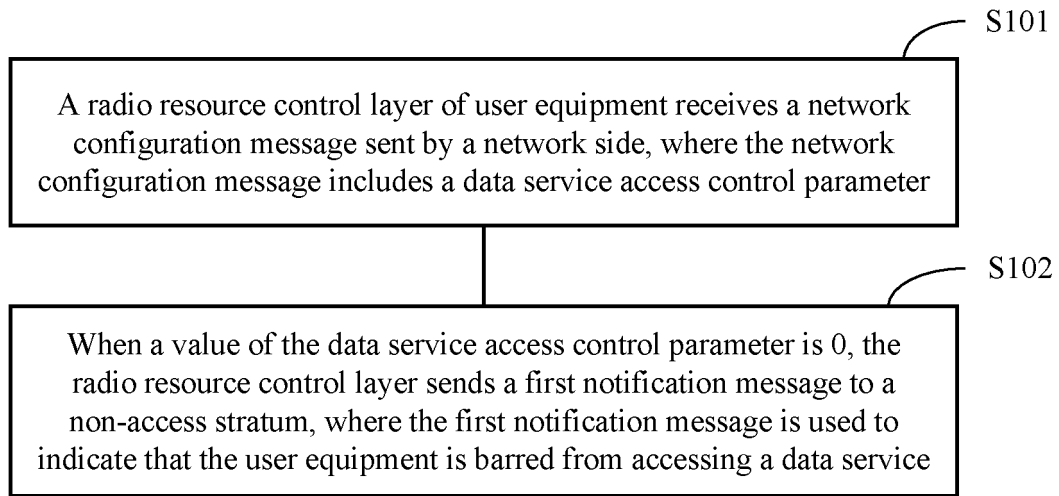 S101
A radio resource control layer of user equipment receives a network
configuration message sent by a network side, where the network
configuration message includes a data service access control parameter
S102
When a value of the data service access control parameter is 0, the
radio resource control layer sends a first notification message to a
non-access stratum, where the first notification message is used to
indicate that the user equipment is barred from accessing a data service